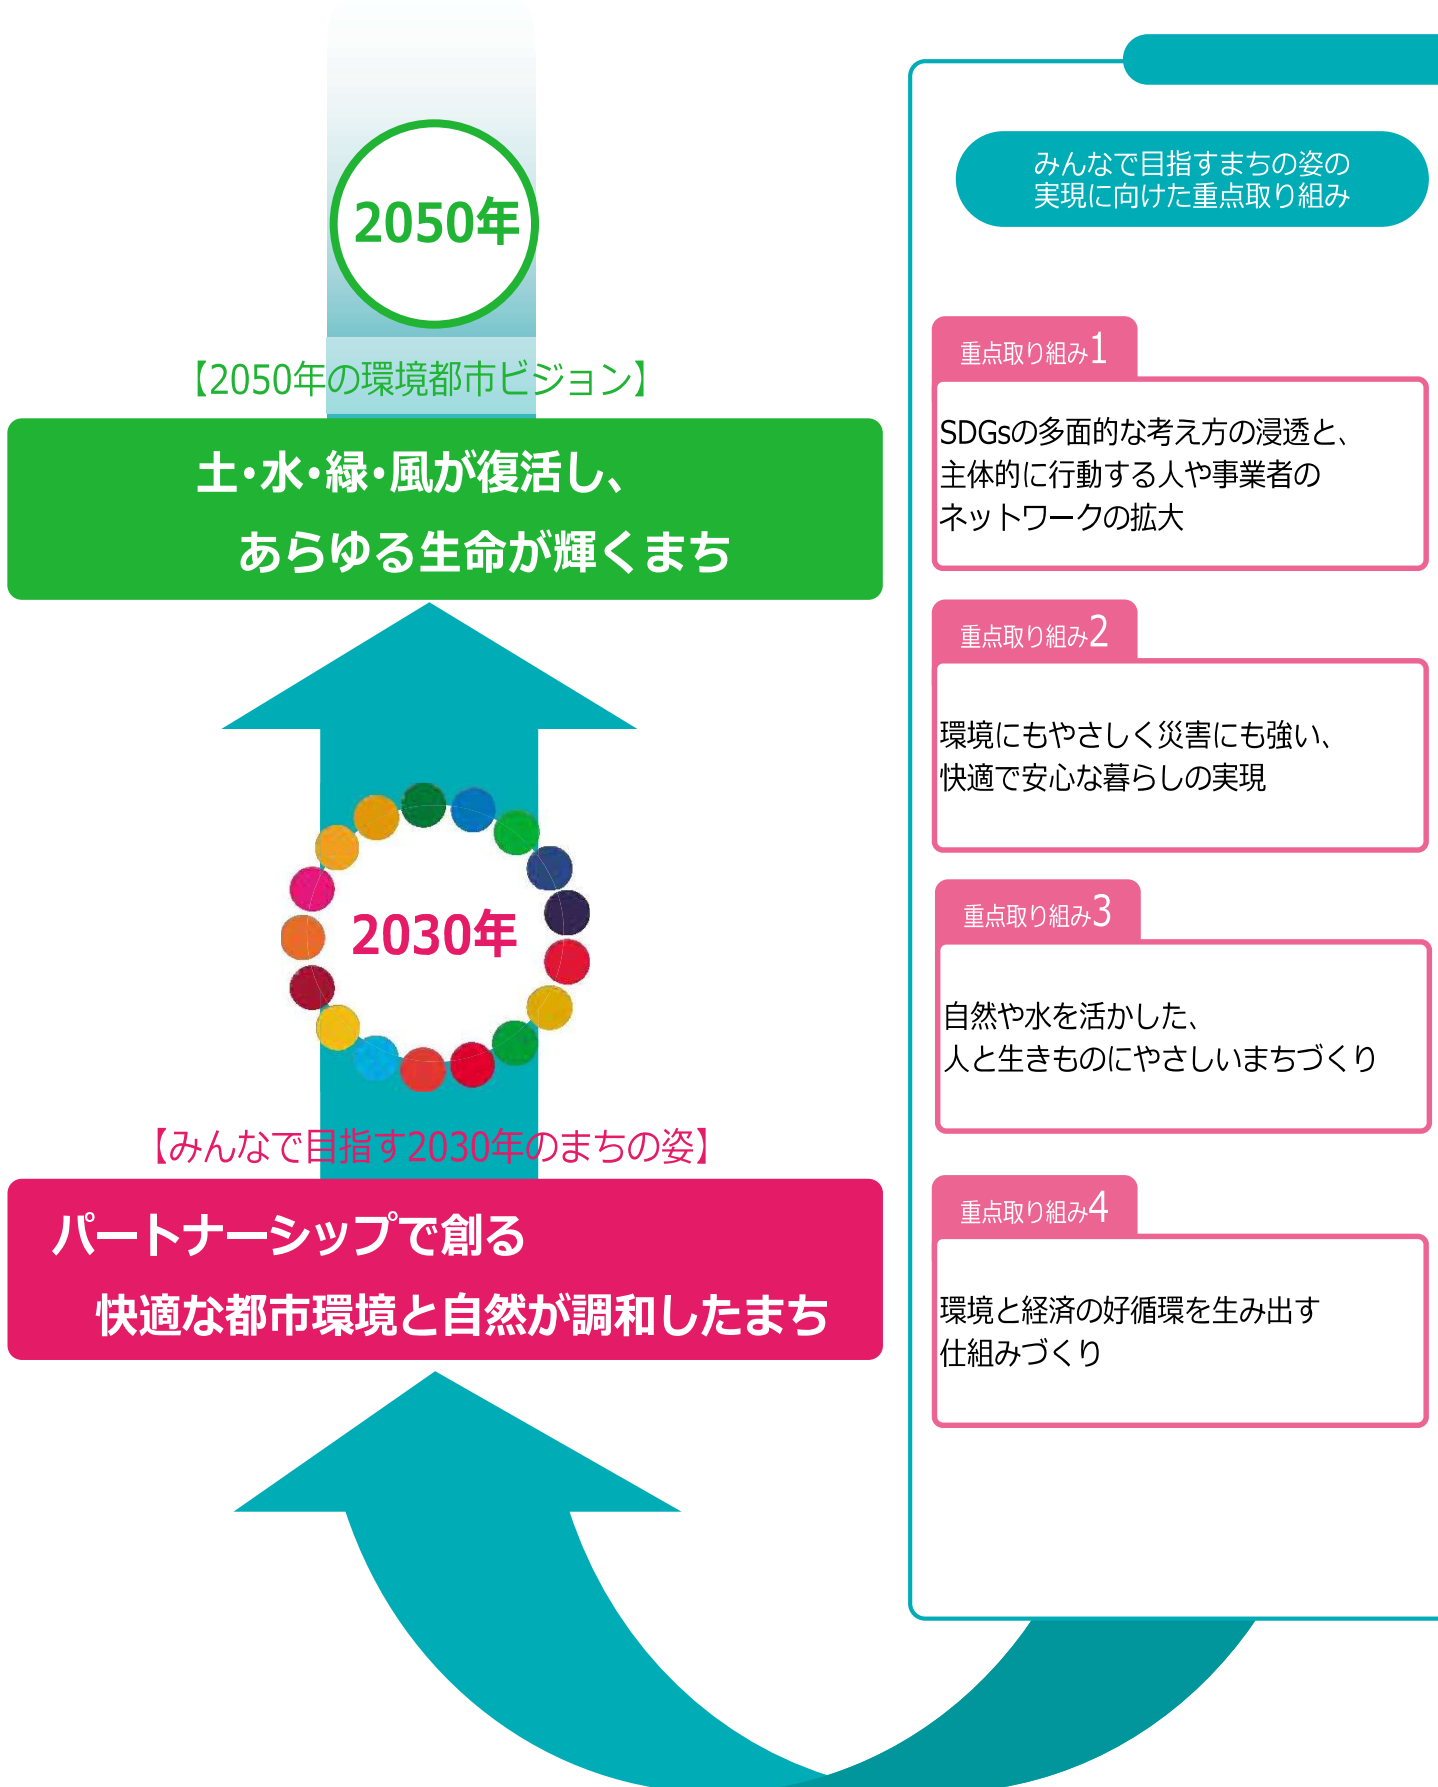 2050年
【2050年の環境都市ビジョン】
土・水・緑・風が復活し、
あらゆる生命が輝くまち
2030年
【みんなで目指す2030年のまちの姿】
パートナーシップで創る
快適な都市環境と自然が調和したまち
みんなで目指すまちの姿の
実現に向けた重点取り組み
重点取り組み1
SDGsの多面的な考え方の浸透と、
主体的に行動する人や事業者の
ネットワークの拡大
重点取り組み2
環境にもやさしく災害にも強い、
快適で安心な暮らしの実現
重点取り組み3
自然や水を活かした、
人と生きものにやさしいまちづくり
重点取り組み4
環境と経済の好循環を生み出す
仕組みづくり